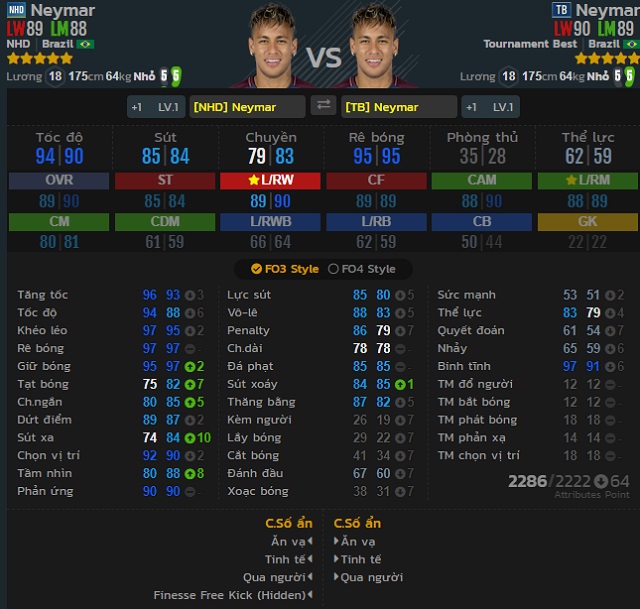 NHD Neymar
LW89 LM88
NHD | Brazil
Lương 18 175cm 64kg Nhỏ 5 5
VS
TB Neymar
LW90 LM89
Tournament Best | Brazil
Lương 18 175cm 64kg Nhỏ 5 5
+1 LV.1 [NHD] Neymar [TB] Neymar +1 LV.1
Tốc độ Sút Chuyền Rê bóng Phòng thủ Thể lực
94|90 85|84 79|83 95|95 35|28 62|59
OVR ST L/RW CF CAM L/RM
89|90 85|84 89|90 89|89 88|90 88|89
CM CDM L/RWB L/RB CB GK
80|81 61|59 66|64 62|59 50|44 22|22
FO3 Style FO4 Style
Tăng tốc 96 93 3 Lực sút 85 80 5 Sức mạnh 53 51 2
Tốc độ 94 88 6 Vô-lê 88 83 5 Thể lực 83 79 4
Khéo léo 97 95 2 Penalty 86 79 7 Quyết đoán 61 54 7
Rê bóng 97 97 - Ch.dài 78 78 - Nhảy 65 59 6
Giữ bóng 95 97 2 Đá phạt 85 85 - Bình tĩnh 97 91 6
Tạt bóng 75 82 7 Sút xoáy 84 85 1 TM đổ người 12 12 -
Ch.ngắn 80 85 5 Thăng bằng 87 82 5 TM bắt bóng 12 12 -
Dứt điểm 89 87 2 Kèm người 26 19 7 TM phát bóng 18 18 -
Sút xa 74 84 10 Lấy bóng 29 22 7 TM phản xạ 14 14 -
Chọn vị trí 92 90 2 Cắt bóng 41 34 7 TM chọn vị trí 18 18 -
Tầm nhìn 80 88 8 Đánh đầu 67 60 7 2286/2222 64
Phản ứng 90 90 - Xoạc bóng 38 31 7 Attributes Point
C.Số ẩn C.Số ẩn
Ăn vạ Ăn vạ
Tinh tế Tinh tế
Qua người Qua người
Finesse Free Kick (Hidden)